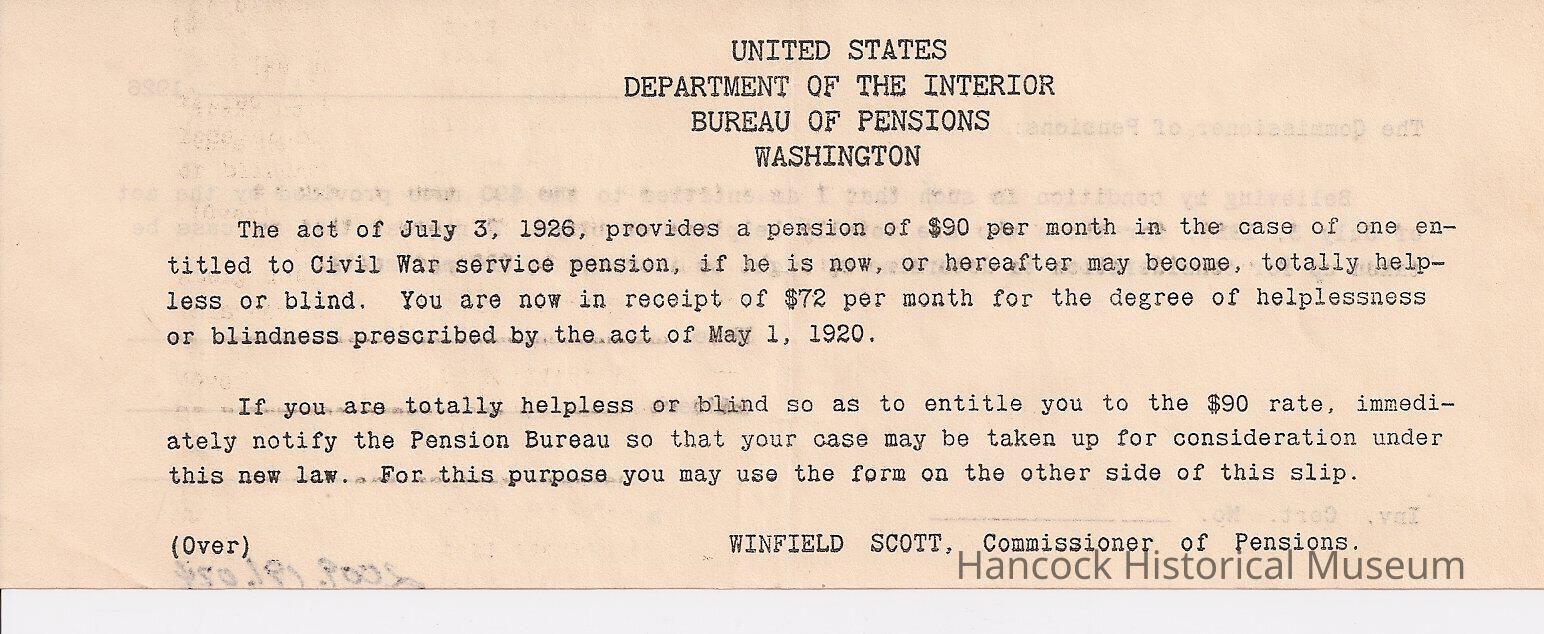 UNITED STATES
DEPARTMENT OF THE INTERIOR
BUREAU OF PENSIONS
WASHINGTON
The act of July 3, 1926, provides a pension of $90 per month in the case of one en-
titled to Civil War service pension, if he is now, or hereafter may become, totally help-
less or blind. You are now in receipt of $72 per month for the degree of helplessness
or blindness prescribed by the act of May 1, 1920.
If you are totally helpless or blind so as to entitle you to the $90 rate, immedi-
ately notify the Pension Bureau so that your case may be taken up for consideration under
this new law. For this purpose you may use the form on the other side of this slip.
(Over) WINFIELD SCOTT, Commissioner of Pensions.
Hancock Historical Museum